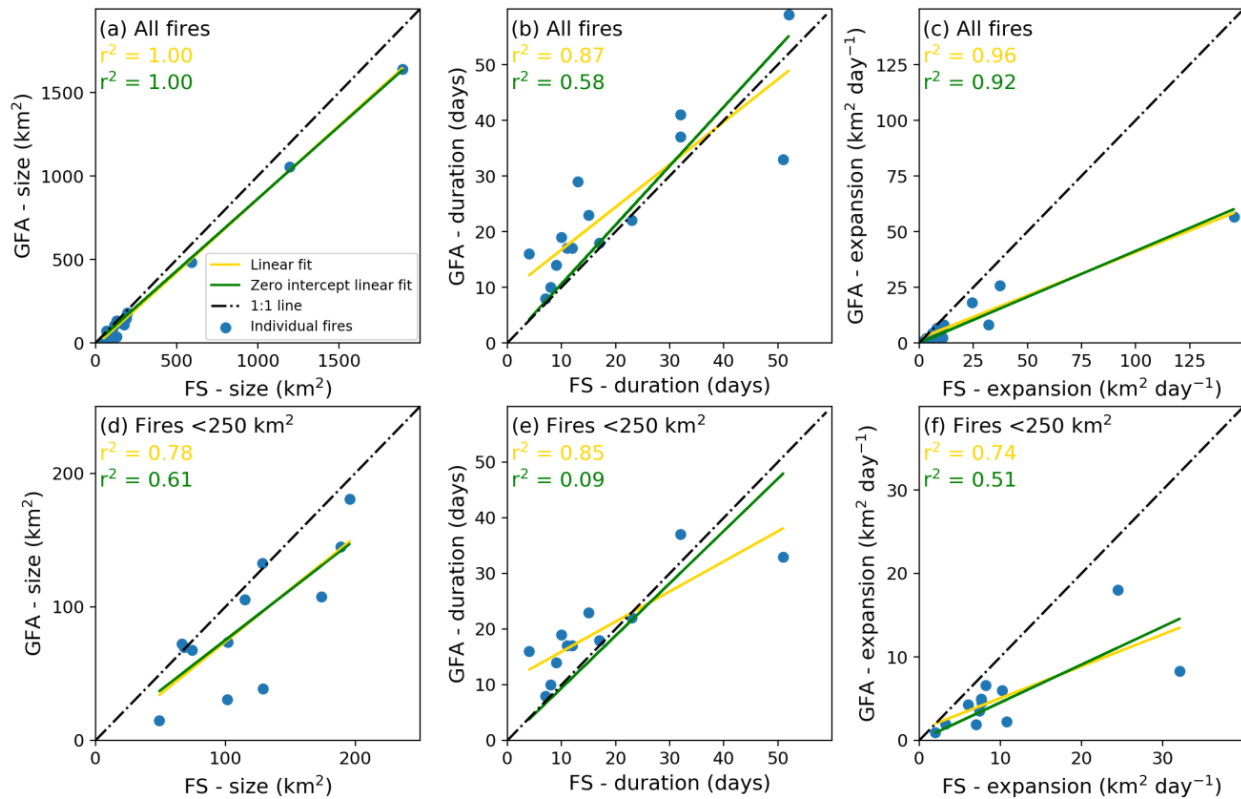 (a) All fires
r² = 1.00
r² = 1.00
GFA - size (km²)
1500
1000
500
0
0 500 1000 1500
FS - size (km²)
Linear fit
Zero intercept linear fit
1:1 line
Individual fires
(b) All fires
r² = 0.87
r² = 0.58
GFA - duration (days)
50
40
30
20
10
0
0 10 20 30 40 50
FS - duration (days)
(c) All fires
r² = 0.96
r² = 0.92
GFA - expansion (km² day⁻¹)
125
100
75
50
25
0
0 25 50 75 100 125
FS - expansion (km² day⁻¹)
(d) Fires <250 km²
r² = 0.78
r² = 0.61
GFA - size (km²)
200
100
0
0 100 200
FS - size (km²)
(e) Fires <250 km²
r² = 0.85
r² = 0.09
GFA - duration (days)
50
40
30
20
10
0
0 10 20 30 40 50
FS - duration (days)
(f) Fires <250 km²
r² = 0.74
r² = 0.51
GFA - expansion (km² day⁻¹)
30
20
10
0
0 10 20 30
FS - expansion (km² day⁻¹)